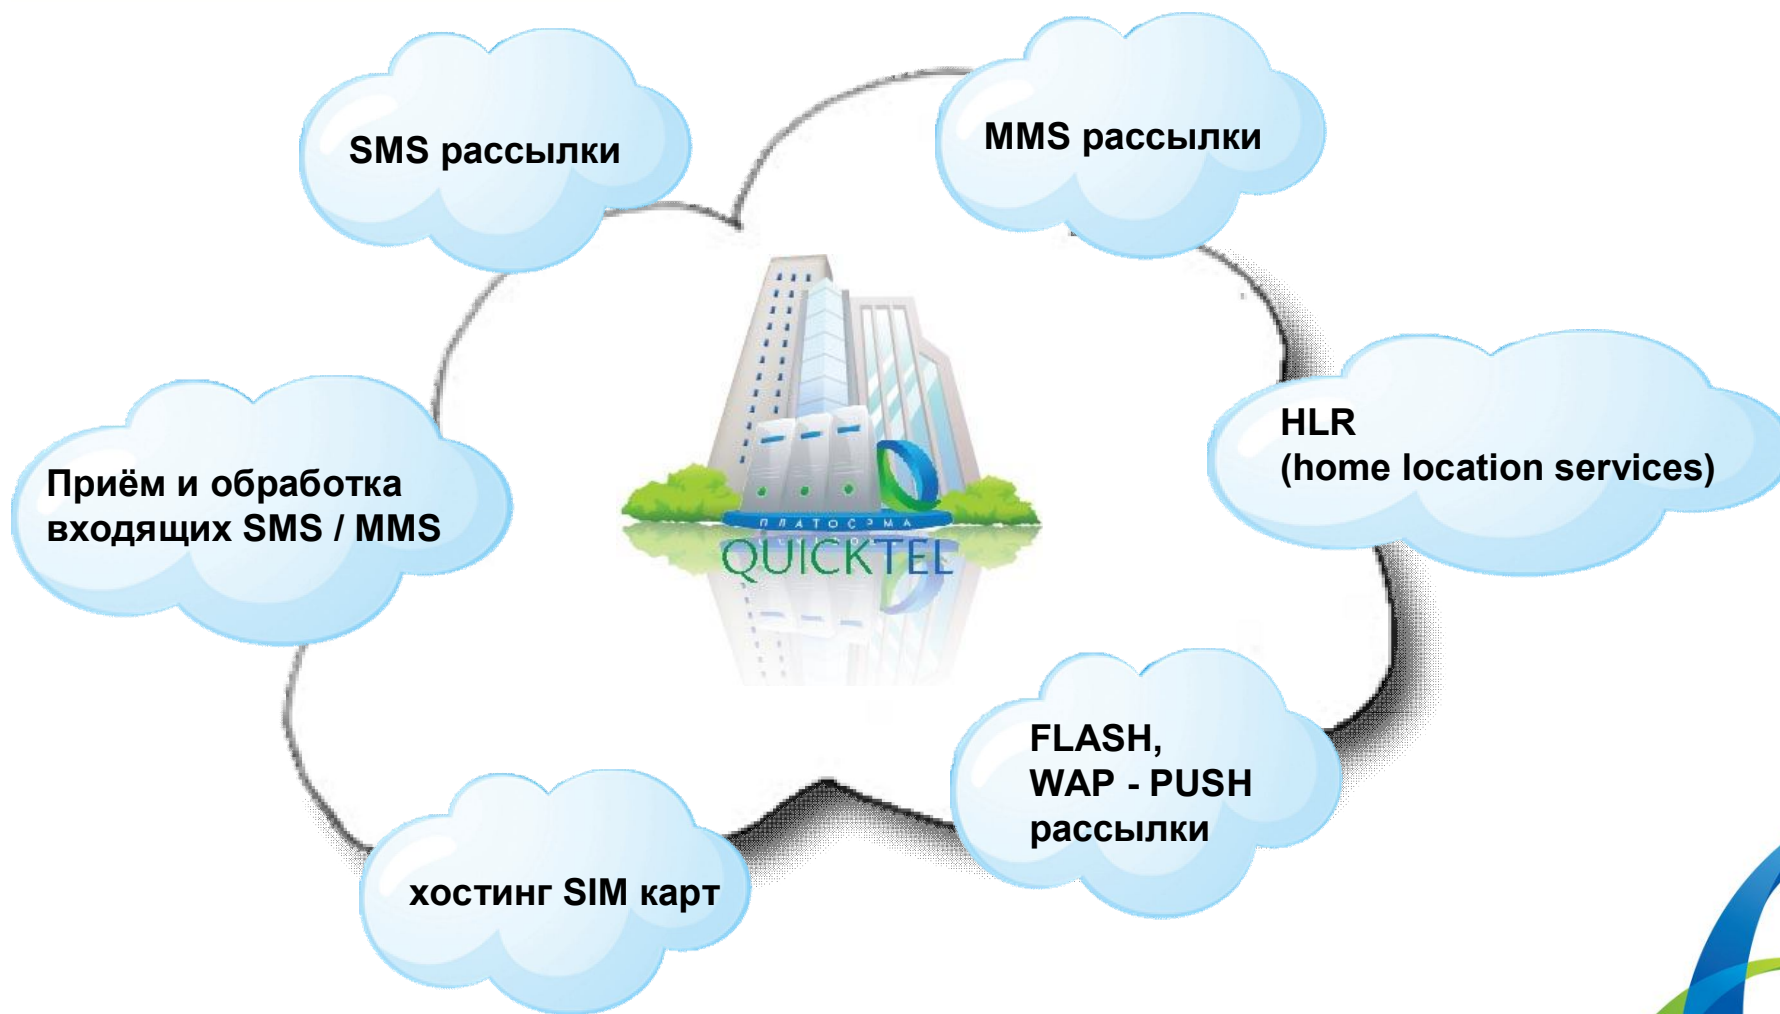 SMS рассылки
MMS рассылки
HLR
(home location services)
Приём и обработка
входящих SMS / MMS
ПЛАТФОРМА
QUICKTEL
FLASH,
WAP - PUSH
рассылки
хостинг SIM карт